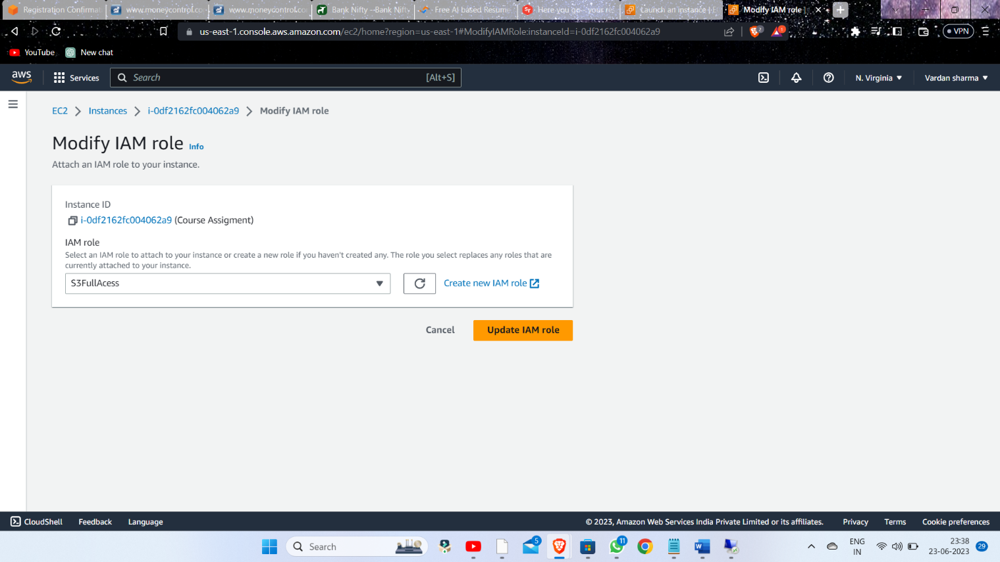 Registration Confirmat
www.moneycontrol.co
www.moneycontrol.co
Bank Nifty --Bank Nift
Free AI based Resume
Here you go - your re
Launch an instance | E
Modify IAM role |
us-east-1.console.aws.amazon.com/ec2/home?region=us-east-1#ModifyIAMRole:instanceId=i-0df2162fc004062a9
2
1
VPN
YouTube
New chat
aws
Services
Search
[Alt+S]
N. Virginia
Vardan sharma
EC2
Instances
i-0df2162fc004062a9
Modify IAM role
Modify IAM role Info
Attach an IAM role to your instance.
Instance ID
i-0df2162fc004062a9 (Course Assigment)
IAM role
Select an IAM role to attach to your instance or create a new role if you haven't created any. The role you select replaces any roles that are
currently attached to your instance.
S3FullAcess
Create new IAM role
Cancel
Update IAM role
CloudShell
Feedback
Language
© 2023, Amazon Web Services India Private Limited or its affiliates.
Privacy
Terms
Cookie preferences
Search
5
11
ENG
IN
23:38
23-06-2023
29